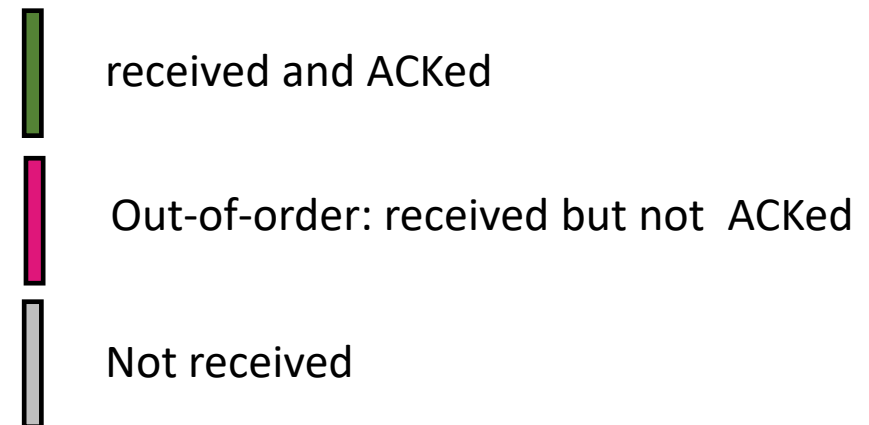 received and ACKed
Out-of-order: received but not ACKed
Not received